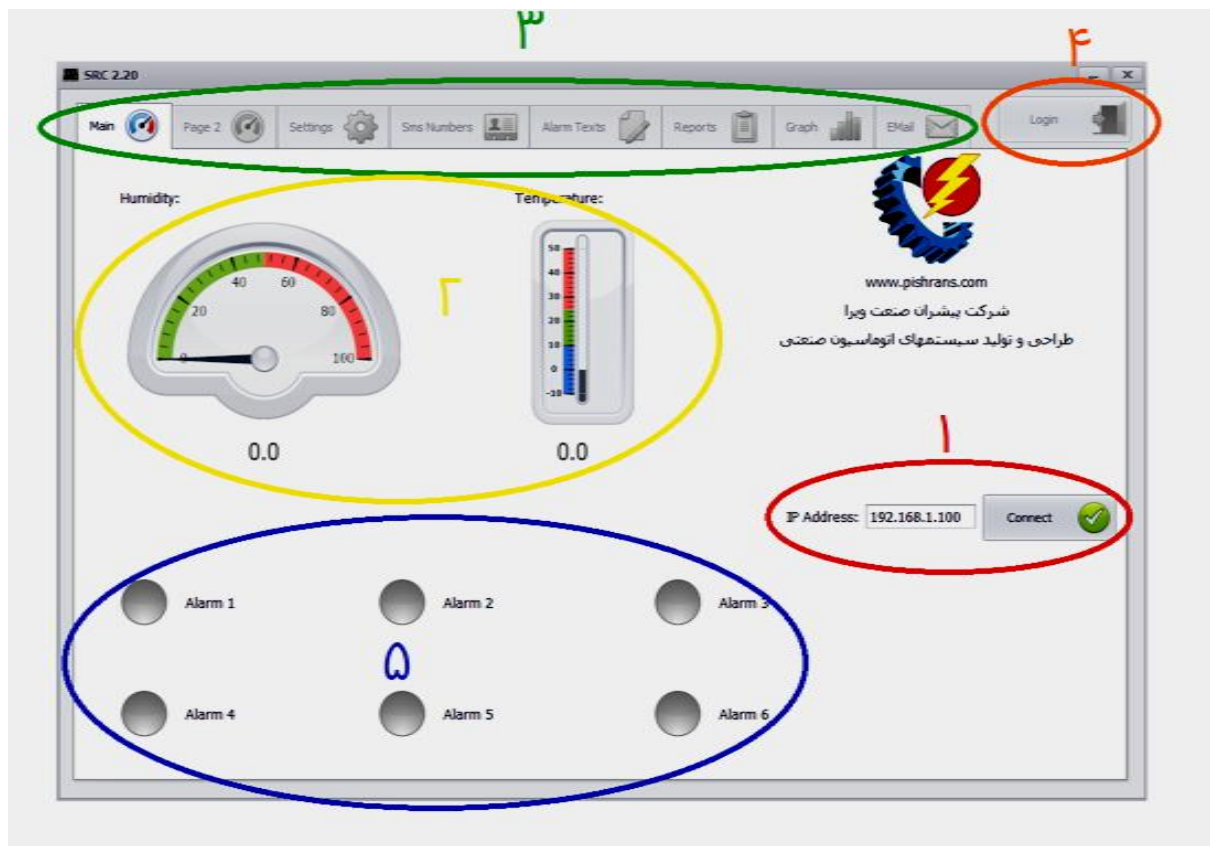 ۳
۴
SRC 2.20
Main Page 2 Settings Sms Numbers Alarm Texts Reports Graph EMail Login
Humidity: Temperature:
0 20 40 60 80 100
50
40
30
20
10
0
-10
۲
www.pishrans.com
شرکت پیشران صنعت ویرا
طراحی و تولید سیستمهای اتوماسیون صنعتی
0.0 0.0
۱
IP Address: 192.168.1.100 Connect
Alarm 1 Alarm 2 Alarm 3
۵
Alarm 4 Alarm 5 Alarm 6